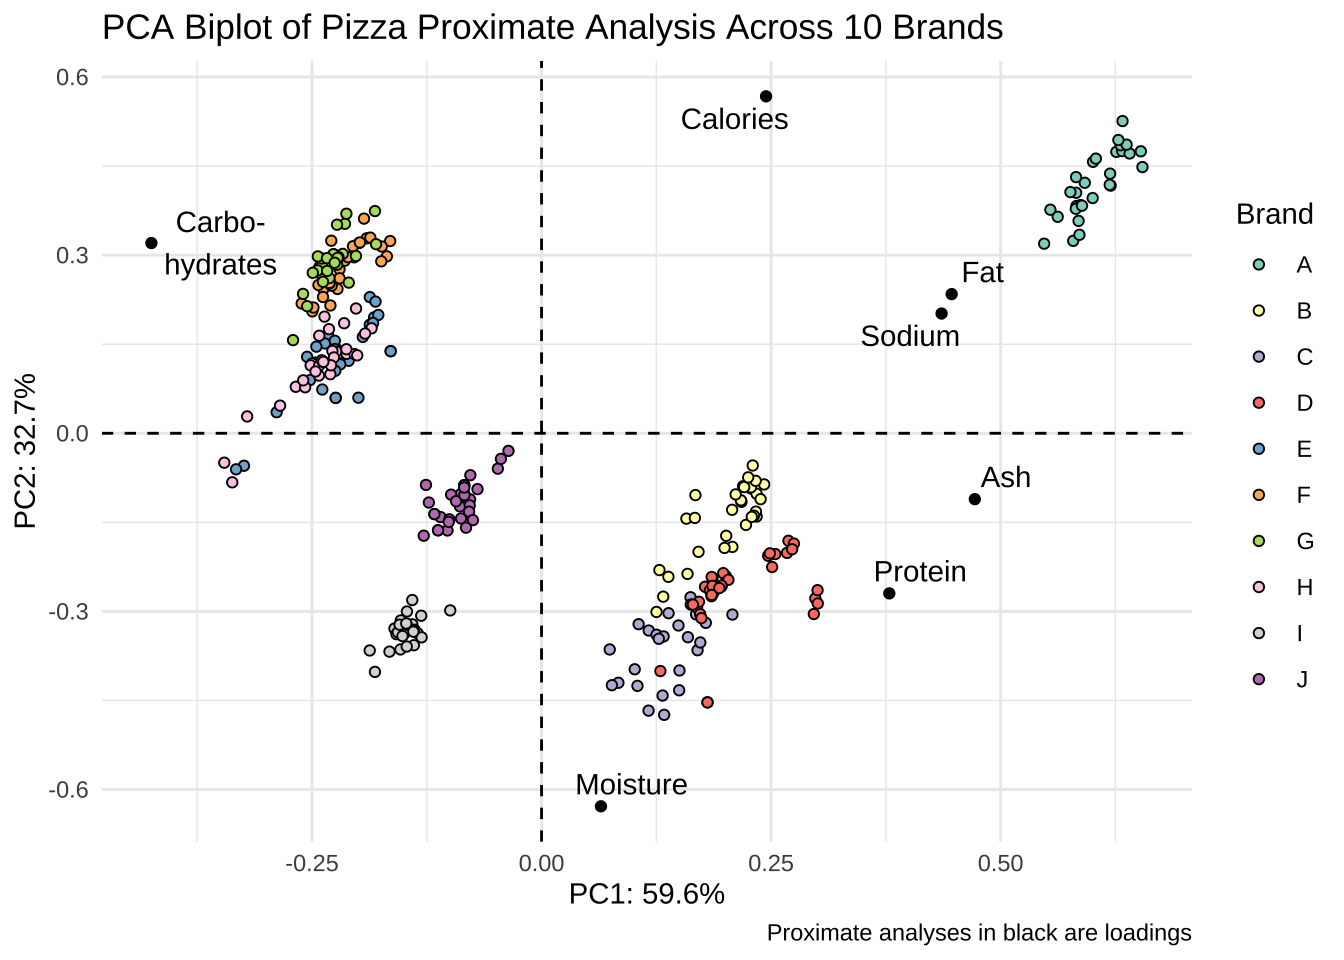 PCA Biplot of Pizza Proximate Analysis Across 10 Brands
0.6
0.3
0.0
-0.3
-0.6
PC2: 32.7%
Calories
Carbo-
hydrates
Fat
Sodium
Ash
Protein
Moisture
-0.25
0.00
0.25
0.50
PC1: 59.6%
Brand
A
B
C
D
E
F
G
H
I
J
Proximate analyses in black are loadings